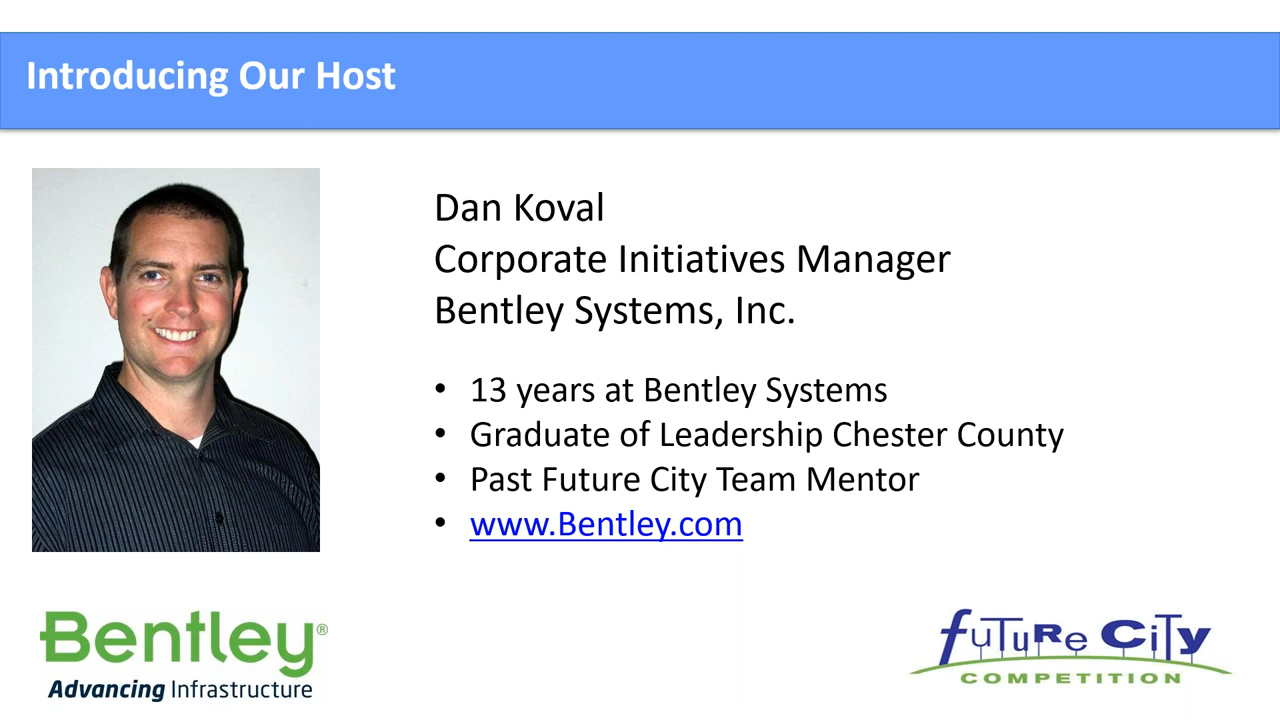 Introducing Our Host
Dan Koval
Corporate Initiatives Manager
Bentley Systems, Inc.
• 13 years at Bentley Systems
• Graduate of Leadership Chester County
• Past Future City Team Mentor
• www.Bentley.com
Bentley®
Advancing Infrastructure
fuTuRe CiTy
COMPETITION